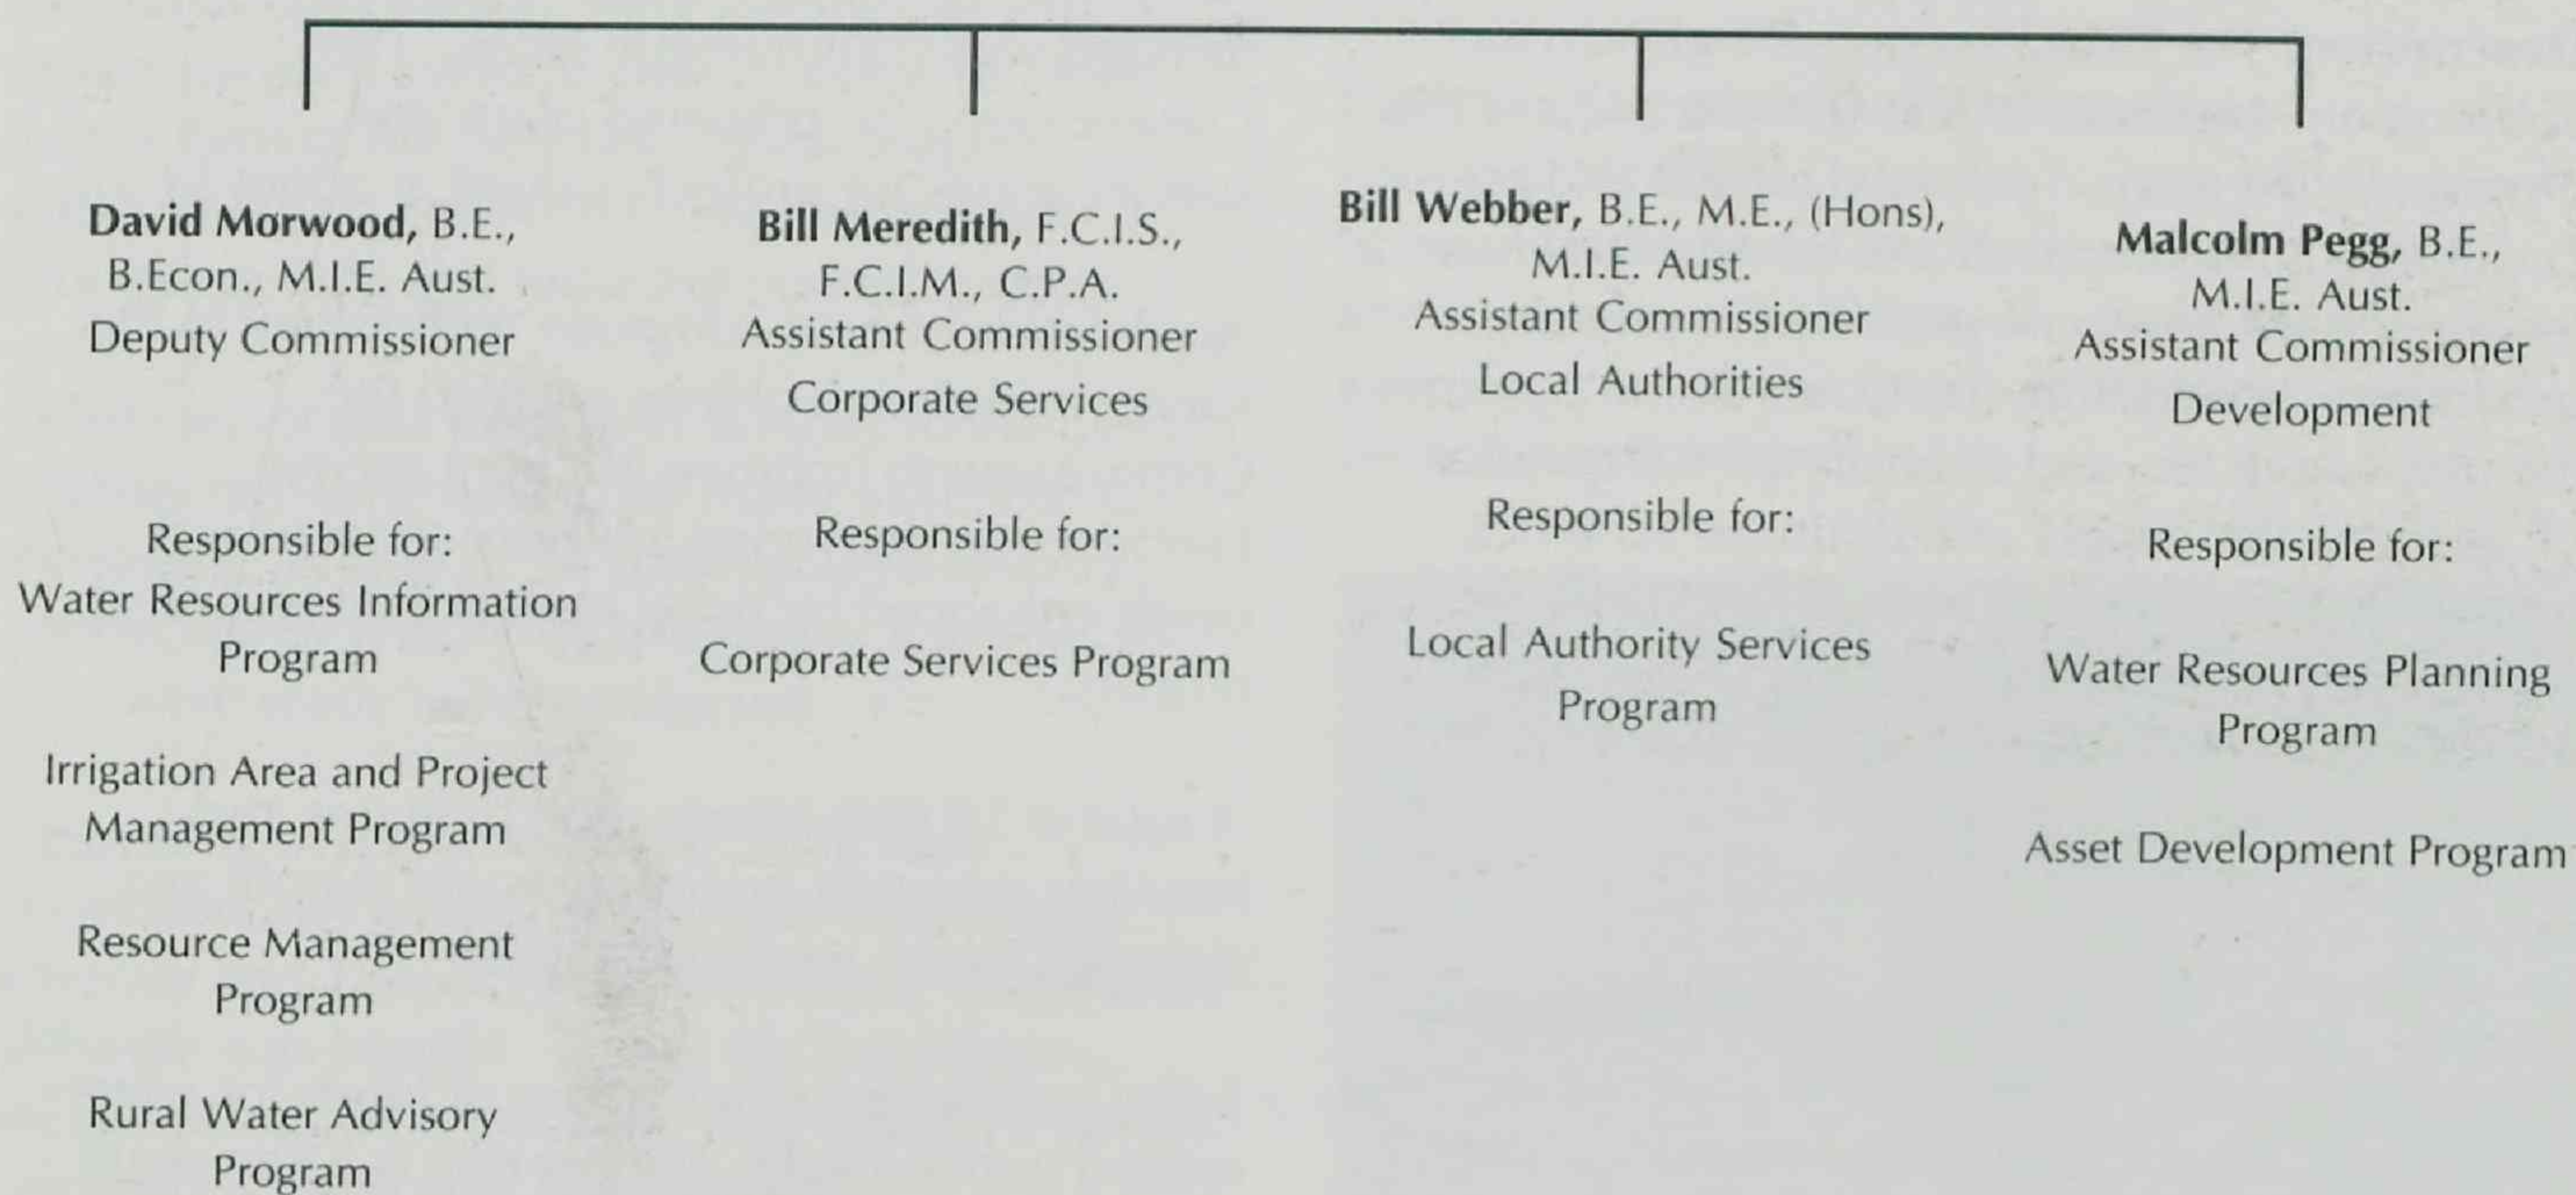 David Morwood, B.E.,
B.Econ., M.I.E. Aust.
Deputy Commissioner
Responsible for:
Water Resources Information
Program
Irrigation Area and Project
Management Program
Resource Management
Program
Rural Water Advisory
Program
Bill Meredith, F.C.I.S.,
F.C.I.M., C.P.A.
Assistant Commissioner
Corporate Services
Responsible for:
Corporate Services Program
Bill Webber, B.E., M.E., (Hons),
M.I.E. Aust.
Assistant Commissioner
Local Authorities
Responsible for:
Local Authority Services
Program
Malcolm Pegg, B.E.,
M.I.E. Aust.
Assistant Commissioner
Development
Responsible for:
Water Resources Planning
Program
Asset Development Program